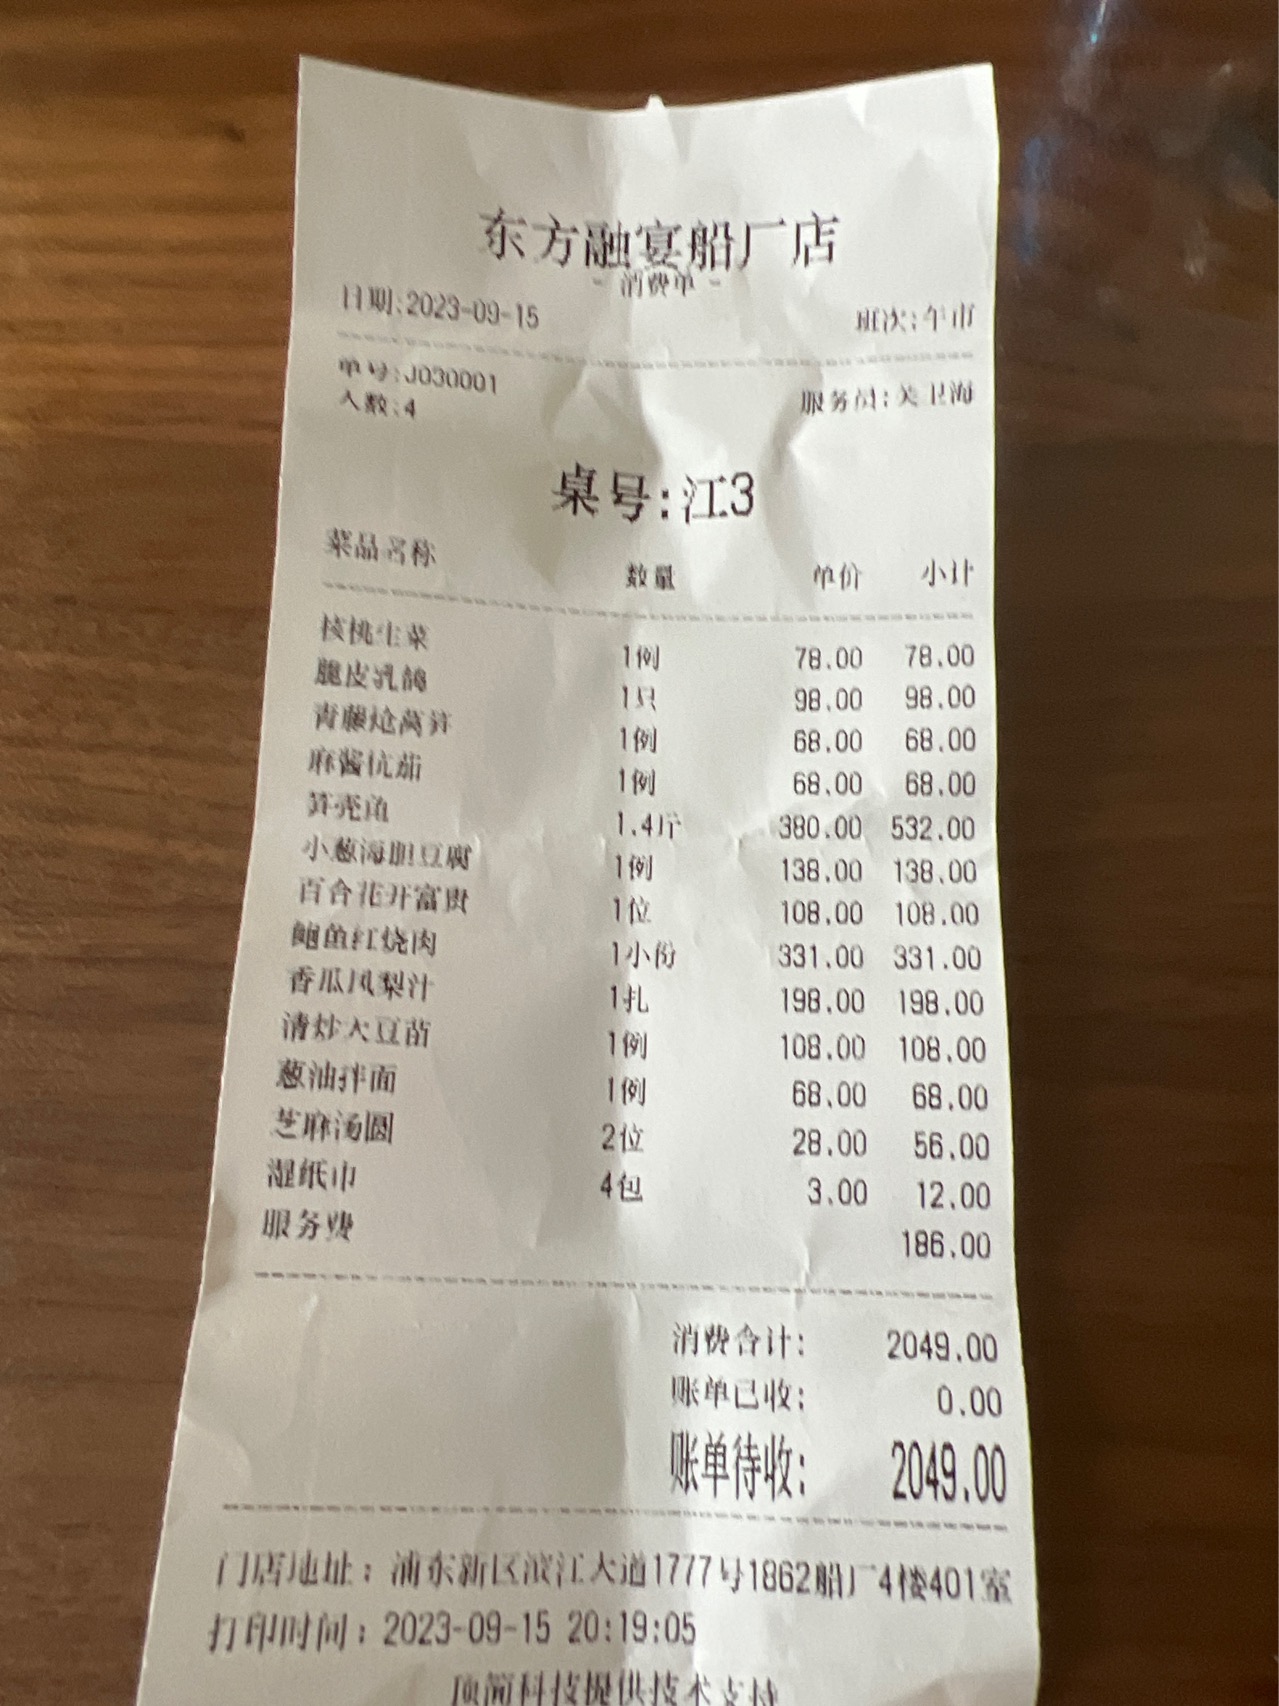 东方融宴船厂店
- 消费单 -
日期:2023-09-15 班次:午市
单号:J030001
人数:4 服务员:关卫海
桌号:江3
菜品名称 数量 单价 小计
核桃生菜 1例 78.00 78.00
脆皮乳鸽 1只 98.00 98.00
青藤炝莴笋 1例 68.00 68.00
麻酱杭茄 1例 68.00 68.00
笋壳鱼 1.4斤 380.00 532.00
小葱海胆豆腐 1例 138.00 138.00
百合花开富贵 1位 108.00 108.00
鲍鱼红烧肉 1小份 331.00 331.00
香瓜凤梨汁 1扎 198.00 198.00
清炒大豆苗 1例 108.00 108.00
葱油拌面 1例 68.00 68.00
芝麻汤圆 2位 28.00 56.00
湿纸巾 4包 3.00 12.00
服务费 186.00
消费合计: 2049.00
账单已收: 0.00
账单待收: 2049.00
门店地址：浦东新区滨江大道1777号1862船厂4楼401室
打印时间：2023-09-15 20:19:05
顶简科技提供技术支持